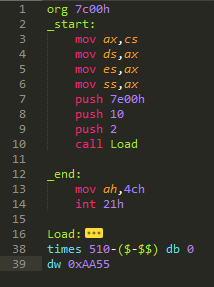 1 org 7c00h
2 _start:
3 mov ax,cs
4 mov ds,ax
5 mov es,ax
6 mov ss,ax
7 push 7e00h
8 push 10
9 push 2
10 call Load
11
12 _end:
13 mov ah,4ch
14 int 21h
15
16 Load:
38 times 510-($-$$) db 0
39 dw 0xAA55